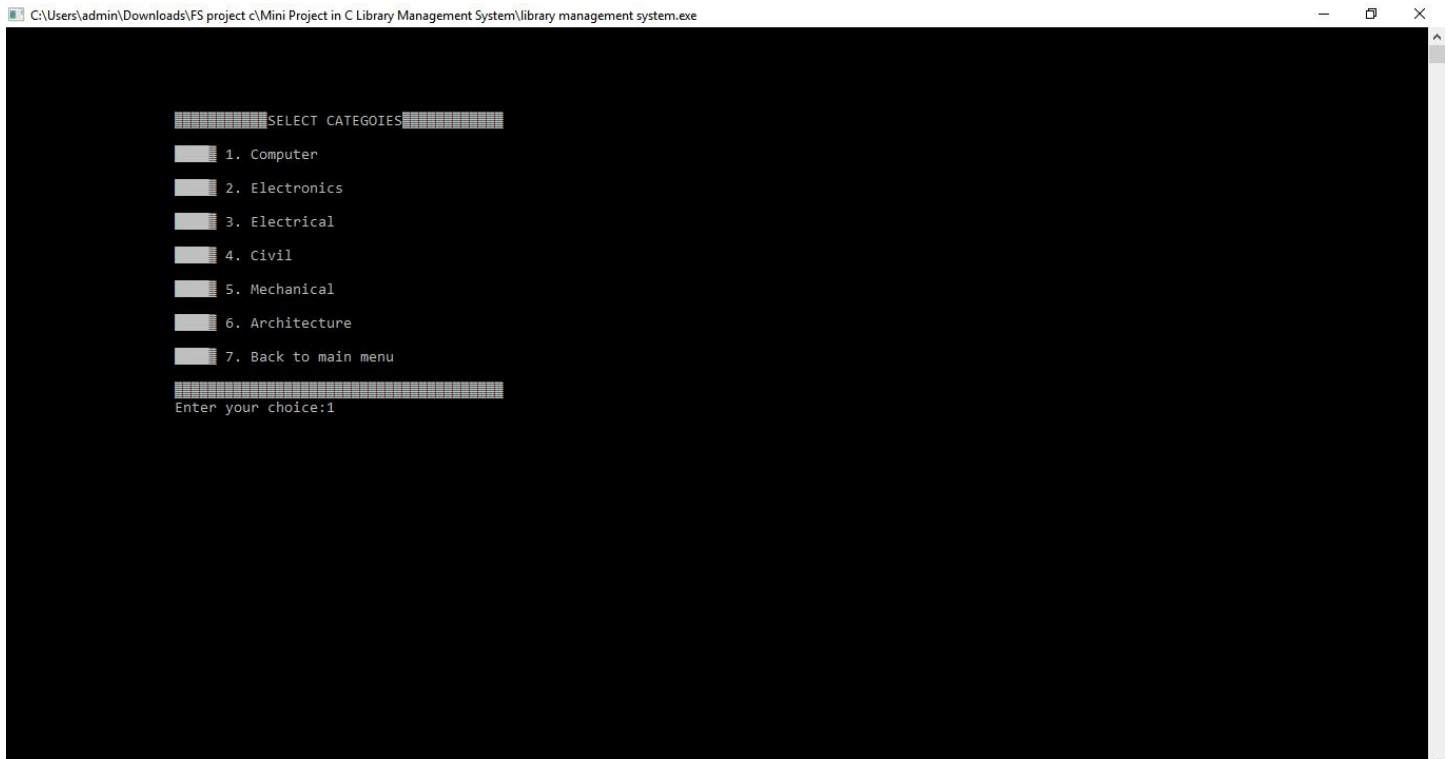 C:\Users\admin\Downloads\FS project c\Mini Project in C Library Management System\library management system.exe
SELECT CATEGOIES
1. Computer
2. Electronics
3. Electrical
4. Civil
5. Mechanical
6. Architecture
7. Back to main menu
Enter your choice:1